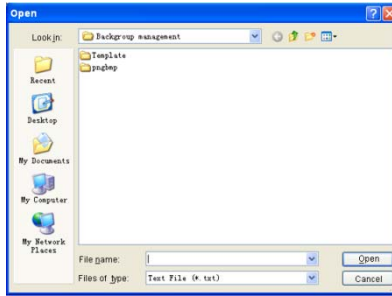 Open
Look in:
Backgroup management
Template
pngbmp
Recent
Desktop
My Documents
My Computer
My Network
Places
File name:
Open
Files of type:
Text File (*.txt)
Cancel